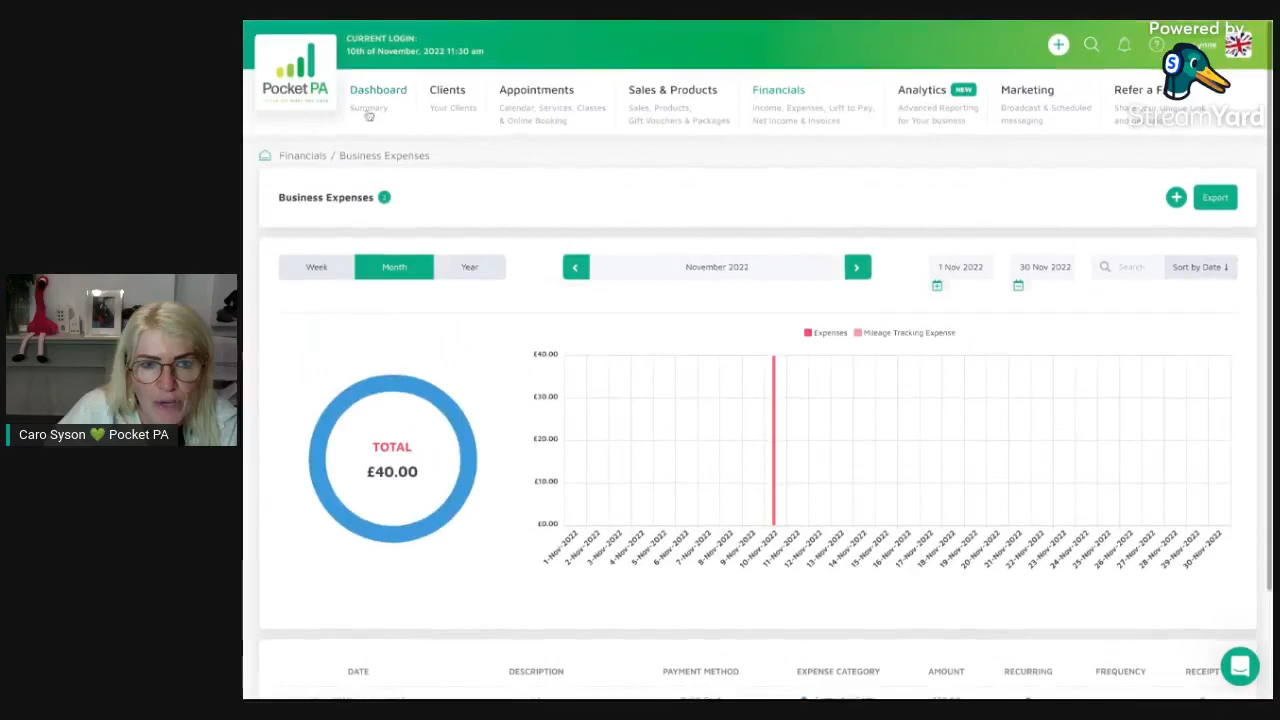 Powered by
StreamYard
CURRENT LOGIN:
10th of November, 2022 11:30 am
Pocket PA
Dashboard
Summary
Clients
Your Clients
Appointments
Calendar, Services, Classes
& Online Booking
Sales & Products
Sales, Products,
Gift Vouchers & Packages
Financials
Income, Expenses, Left to Pay,
Net Income & Invoices
Analytics NEW
Advanced Reporting
for Your business
Marketing
Broadcast & Scheduled
messaging
Refer a
Financials / Business Expenses
Business Expenses 2
Export
Week
Month
Year
November 2022
1 Nov 2022
30 Nov 2022
Search
Sort by Date ↓
Expenses
Mileage Tracking Expense
TOTAL
£40.00
£40.00
£30.00
£20.00
£10.00
£0.00
1-Nov-2022
2-Nov-2022
3-Nov-2022
4-Nov-2022
5-Nov-2022
6-Nov-2022
7-Nov-2022
8-Nov-2022
9-Nov-2022
10-Nov-2022
11-Nov-2022
12-Nov-2022
13-Nov-2022
14-Nov-2022
15-Nov-2022
16-Nov-2022
17-Nov-2022
18-Nov-2022
19-Nov-2022
20-Nov-2022
21-Nov-2022
22-Nov-2022
23-Nov-2022
24-Nov-2022
25-Nov-2022
26-Nov-2022
27-Nov-2022
28-Nov-2022
29-Nov-2022
30-Nov-2022
DATE
DESCRIPTION
PAYMENT METHOD
EXPENSE CATEGORY
AMOUNT
RECURRING
FREQUENCY
RECEIPT
Caro Syson 💚 Pocket PA